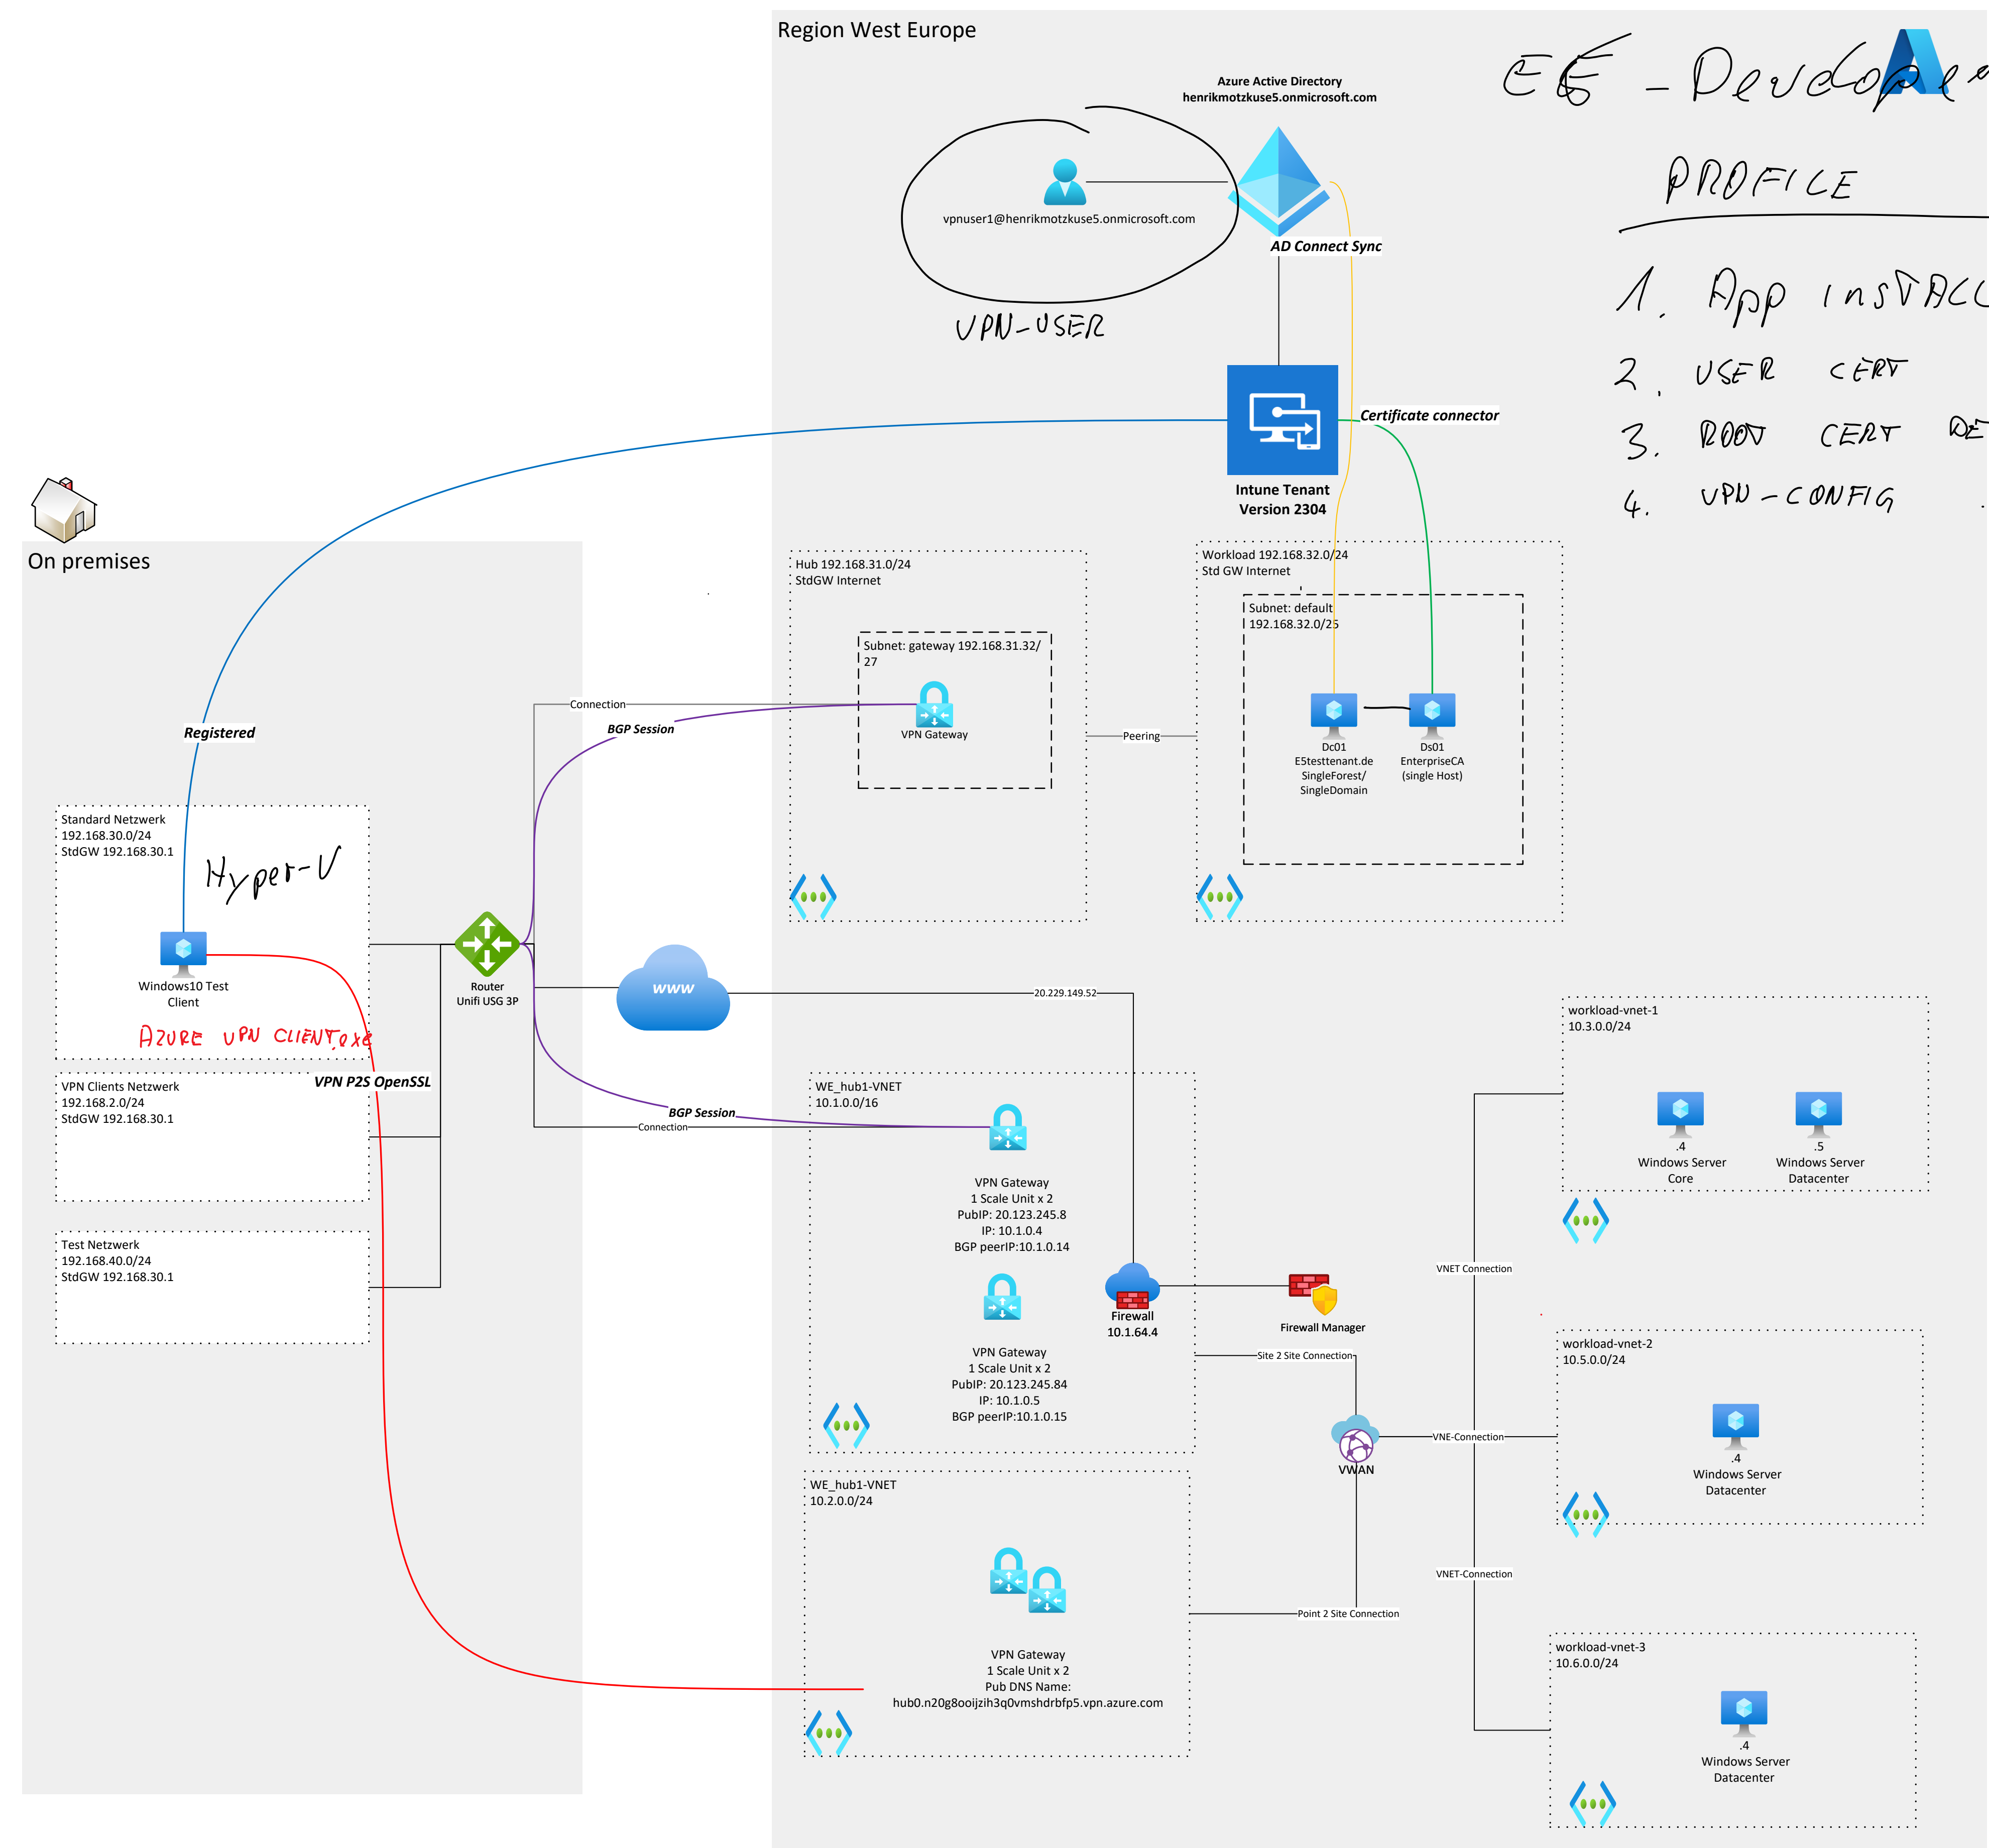 Region West Europe
Azure Active Directory
henrikmotzkuse5.onmicrosoft.com
PROFILE
vpnuser1@henrikmotzkuse5.onmicrosoft.com
AD Connect Sync
VPN-USER
1. App INSTALL
2. USER CERT
3. ROOT CERT DE
4. VPN-CONFIG
Certificate connector
Intune Tenant
Version 2304
On premises
Hub 192.168.31.0/24
StdGW Internet
Subnet: gateway 192.168.31.32/
27
VPN Gateway
Peering
Workload 192.168.32.0/24
Std GW Internet
Subnet: default
192.168.32.0/25
Dc01
E5testtenant.de
SingleForest/
SingleDomain
Ds01
EnterpriseCA
(single Host)
Connection
BGP Session
Registered
Standard Netzwerk
192.168.30.0/24
StdGW 192.168.30.1
Hyper-V
Windows10 Test
Client
AZURE VPN CLIENT.exe
Router
Unifi USG 3P
www
20.229.149.52
VPN Clients Netzwerk
192.168.2.0/24
StdGW 192.168.30.1
VPN P2S OpenSSL
Test Netzwerk
192.168.40.0/24
StdGW 192.168.30.1
WE_hub1-VNET
10.1.0.0/16
BGP Session
Connection
VPN Gateway
1 Scale Unit x 2
PubIP: 20.123.245.8
IP: 10.1.0.4
BGP peerIP:10.1.0.14
VPN Gateway
1 Scale Unit x 2
PubIP: 20.123.245.84
IP: 10.1.0.5
BGP peerIP:10.1.0.15
Firewall
10.1.64.4
Firewall Manager
Site 2 Site Connection
VWAN
WE_hub1-VNET
10.2.0.0/24
VPN Gateway
1 Scale Unit x 2
Pub DNS Name:
hub0.n20g8ooijzih3q0vmshdrbfp5.vpn.azure.com
Point 2 Site Connection
workload-vnet-1
10.3.0.0/24
.4
Windows Server
Core
.5
Windows Server
Datacenter
VNET Connection
workload-vnet-2
10.5.0.0/24
.4
Windows Server
Datacenter
VNE-Connection
VNET-Connection
workload-vnet-3
10.6.0.0/24
.4
Windows Server
Datacenter